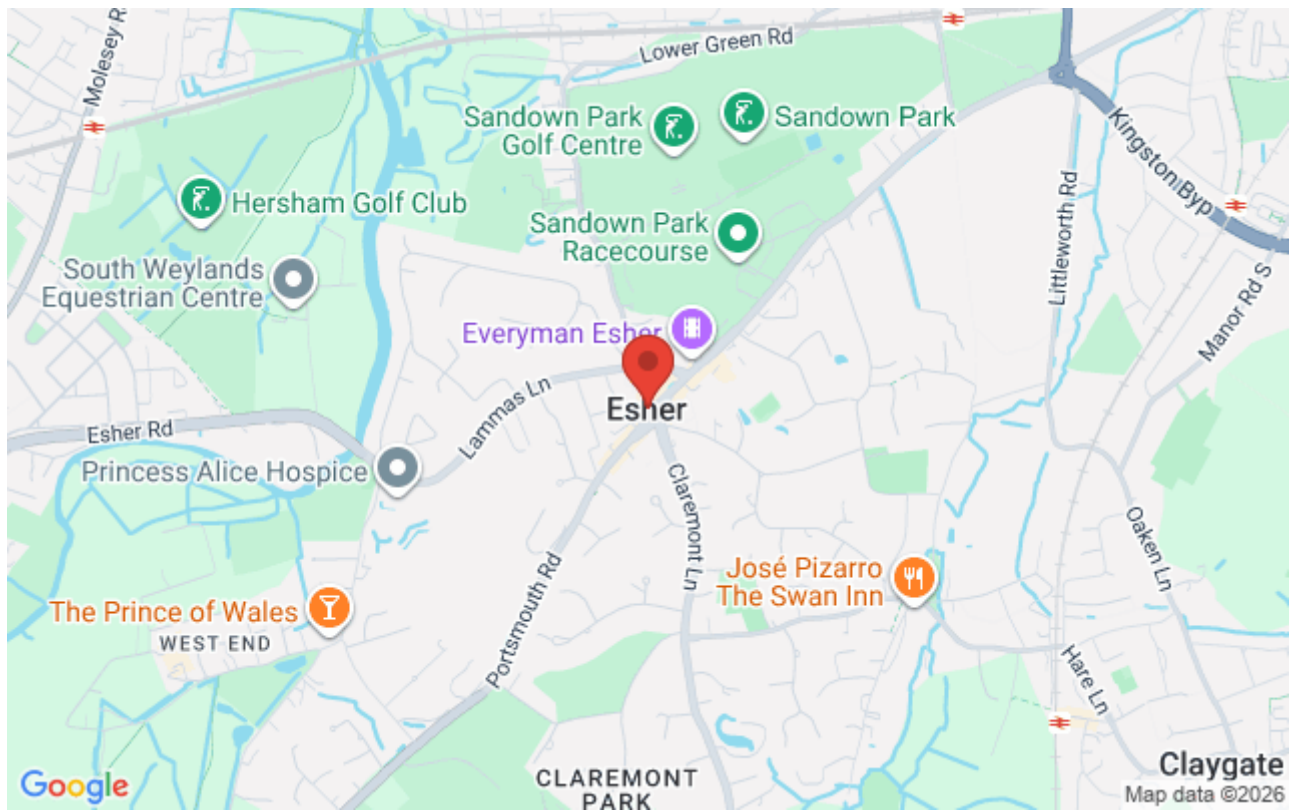 Molesey R
Lower Green Rd
Sandown Park
Golf Centre
Sandown Park
Kingston Byp
Hersham Golf Club
Sandown Park
Racecourse
Littleworth Rd
South Weylands
Equestrian Centre
Manor Rd S
Everyman Esher
Lammas Ln
Esher
Esher Rd
Princess Alice Hospice
Claremont Ln
Oaken Ln
José Pizarro
The Swan Inn
The Prince of Wales
WEST END
Portsmouth Rd
Hare Ln
CLAREMONT
PARK
Claygate
Google
Map data ©2026